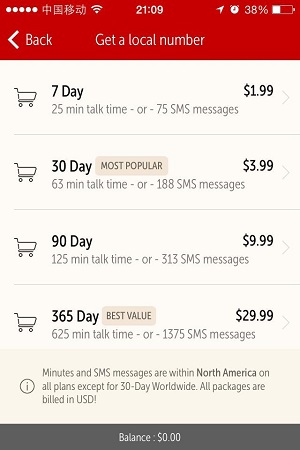 中国移动 21:09 38%
Back Get a local number
7 Day $1.99
25 min talk time - or - 75 SMS messages
30 Day MOST POPULAR $3.99
63 min talk time - or - 188 SMS messages
90 Day $9.99
125 min talk time - or - 313 SMS messages
365 Day BEST VALUE $29.99
625 min talk time - or - 1375 SMS messages
Minutes and SMS messages are within North America on
all plans except for 30-Day Worldwide. All packages are
billed in USD!
Balance : $0.00